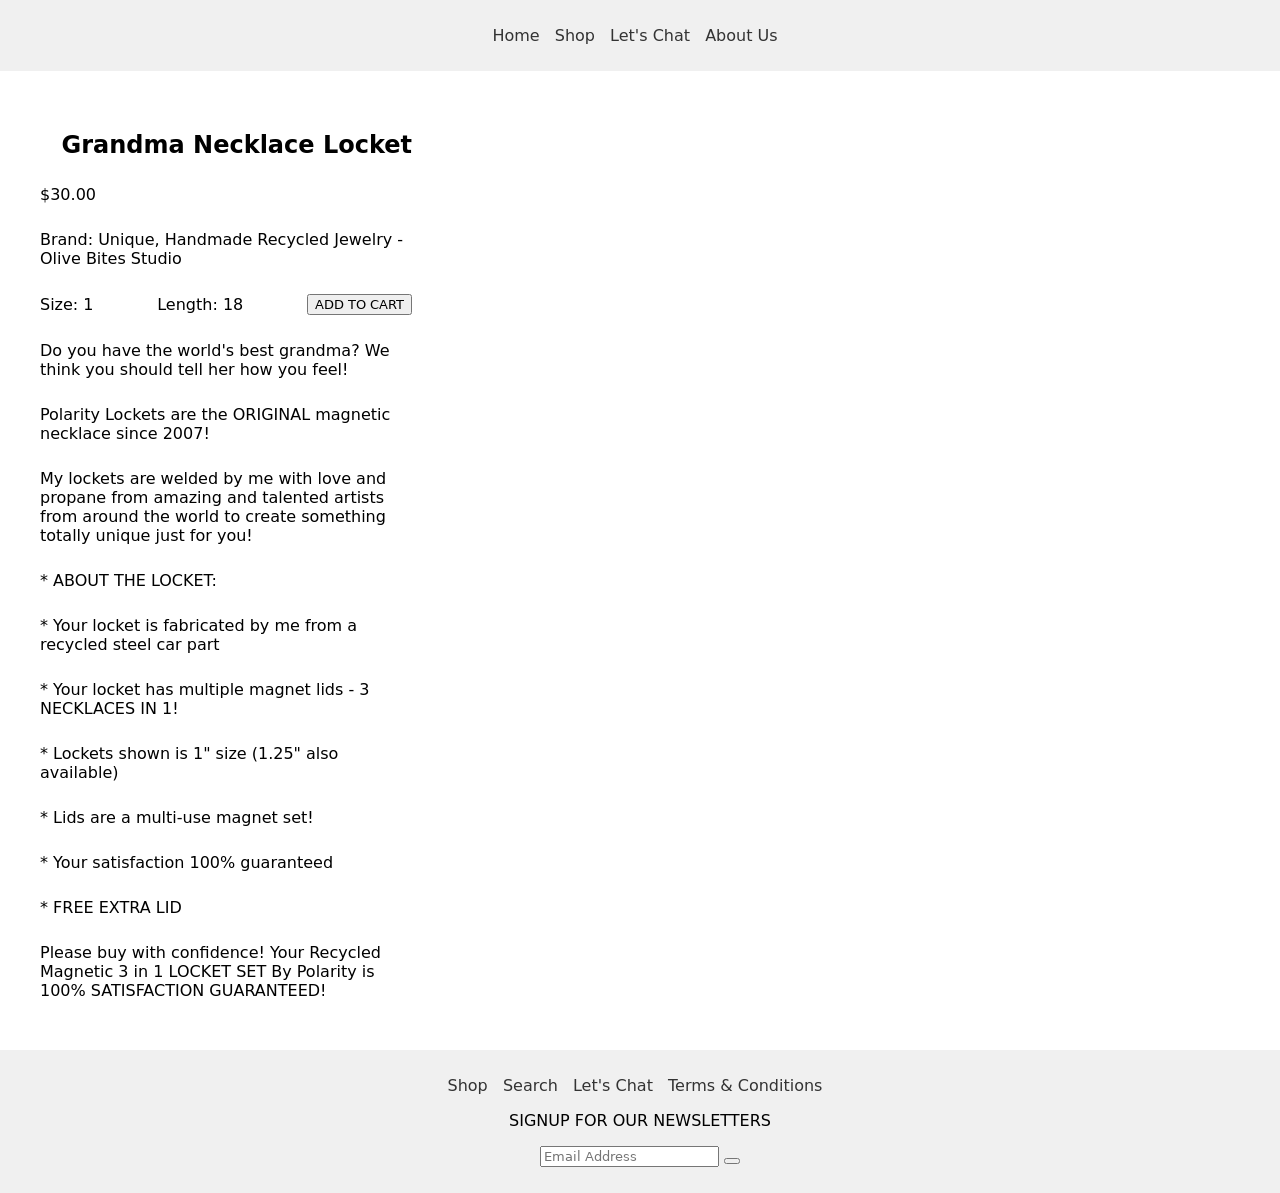 Home Shop Let's Chat About Us
Grandma Necklace Locket
$30.00
Brand: Unique, Handmade Recycled Jewelry -
Olive Bites Studio
Size: 1 Length: 18 ADD TO CART
Do you have the world's best grandma? We
think you should tell her how you feel!
Polarity Lockets are the ORIGINAL magnetic
necklace since 2007!
My lockets are welded by me with love and
propane from amazing and talented artists
from around the world to create something
totally unique just for you!
* ABOUT THE LOCKET:
* Your locket is fabricated by me from a
recycled steel car part
* Your locket has multiple magnet lids - 3
NECKLACES IN 1!
* Lockets shown is 1" size (1.25" also
available)
* Lids are a multi-use magnet set!
* Your satisfaction 100% guaranteed
* FREE EXTRA LID
Please buy with confidence! Your Recycled
Magnetic 3 in 1 LOCKET SET By Polarity is
100% SATISFACTION GUARANTEED!
Shop Search Let's Chat Terms & Conditions
SIGNUP FOR OUR NEWSLETTERS
Email Address